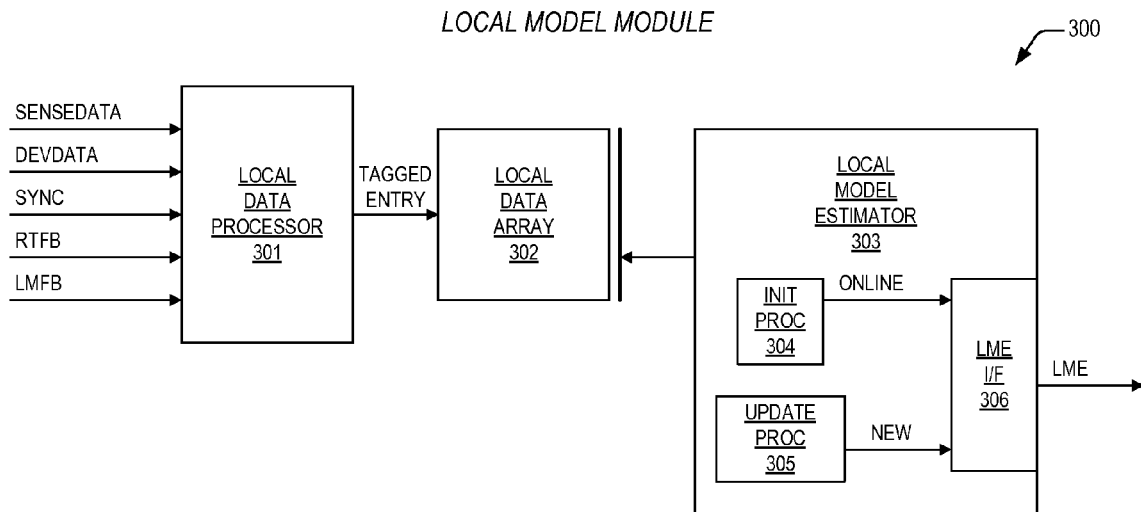 LOCAL MODEL MODULE
300
SENSEDATA
DEVDATA
SYNC
RTFB
LMFB
LOCAL
DATA
PROCESSOR
301
TAGGED
ENTRY
LOCAL
DATA
ARRAY
302
LOCAL
MODEL
ESTIMATOR
303
INIT
PROC
304
ONLINE
UPDATE
PROC
305
NEW
LME
I/F
306
LME